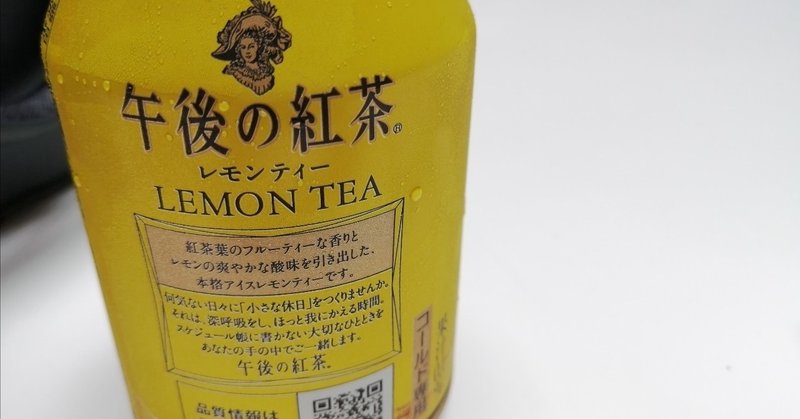 午後の紅茶®
レモンティー
LEMON TEA
紅茶葉のフルーティーな香りと
レモンの爽やかな酸味を引き出した、
本格アイスレモンティーです。
何気ない日々に「小さな休日」をつくりませんか。
それは、深呼吸をし、ほっと我にかえる時間。
スケジュール帳に書かない大切なひとときを
あなたの手の中でご一緒します。
午後の紅茶®
品質情報は
コールド専用